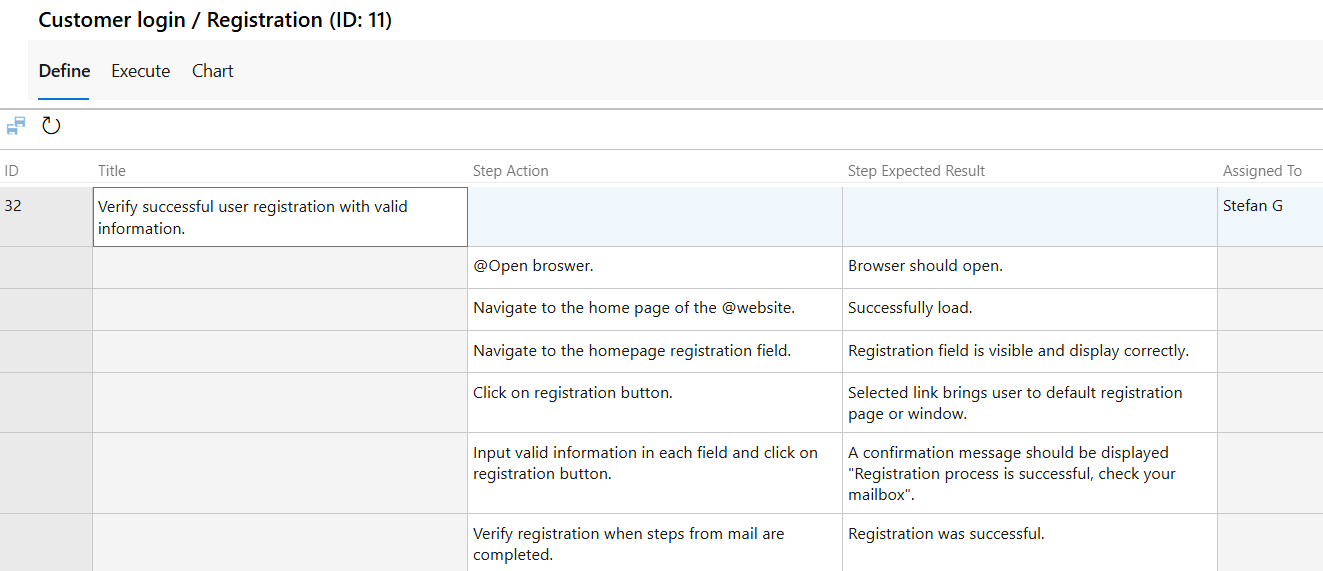 Customer login / Registration (ID: 11)
Define Execute Chart
ID Title Step Action Step Expected Result Assigned To
32 Verify successful user registration with valid Stefan G
information.
@Open broswer. Browser should open.
Navigate to the home page of the @website. Successfully load.
Navigate to the homepage registration field. Registration field is visible and display correctly.
Click on registration button. Selected link brings user to default registration
page or window.
Input valid information in each field and click on A confirmation message should be displayed
registration button. "Registration process is successful, check your
mailbox".
Verify registration when steps from mail are Registration was successful.
completed.